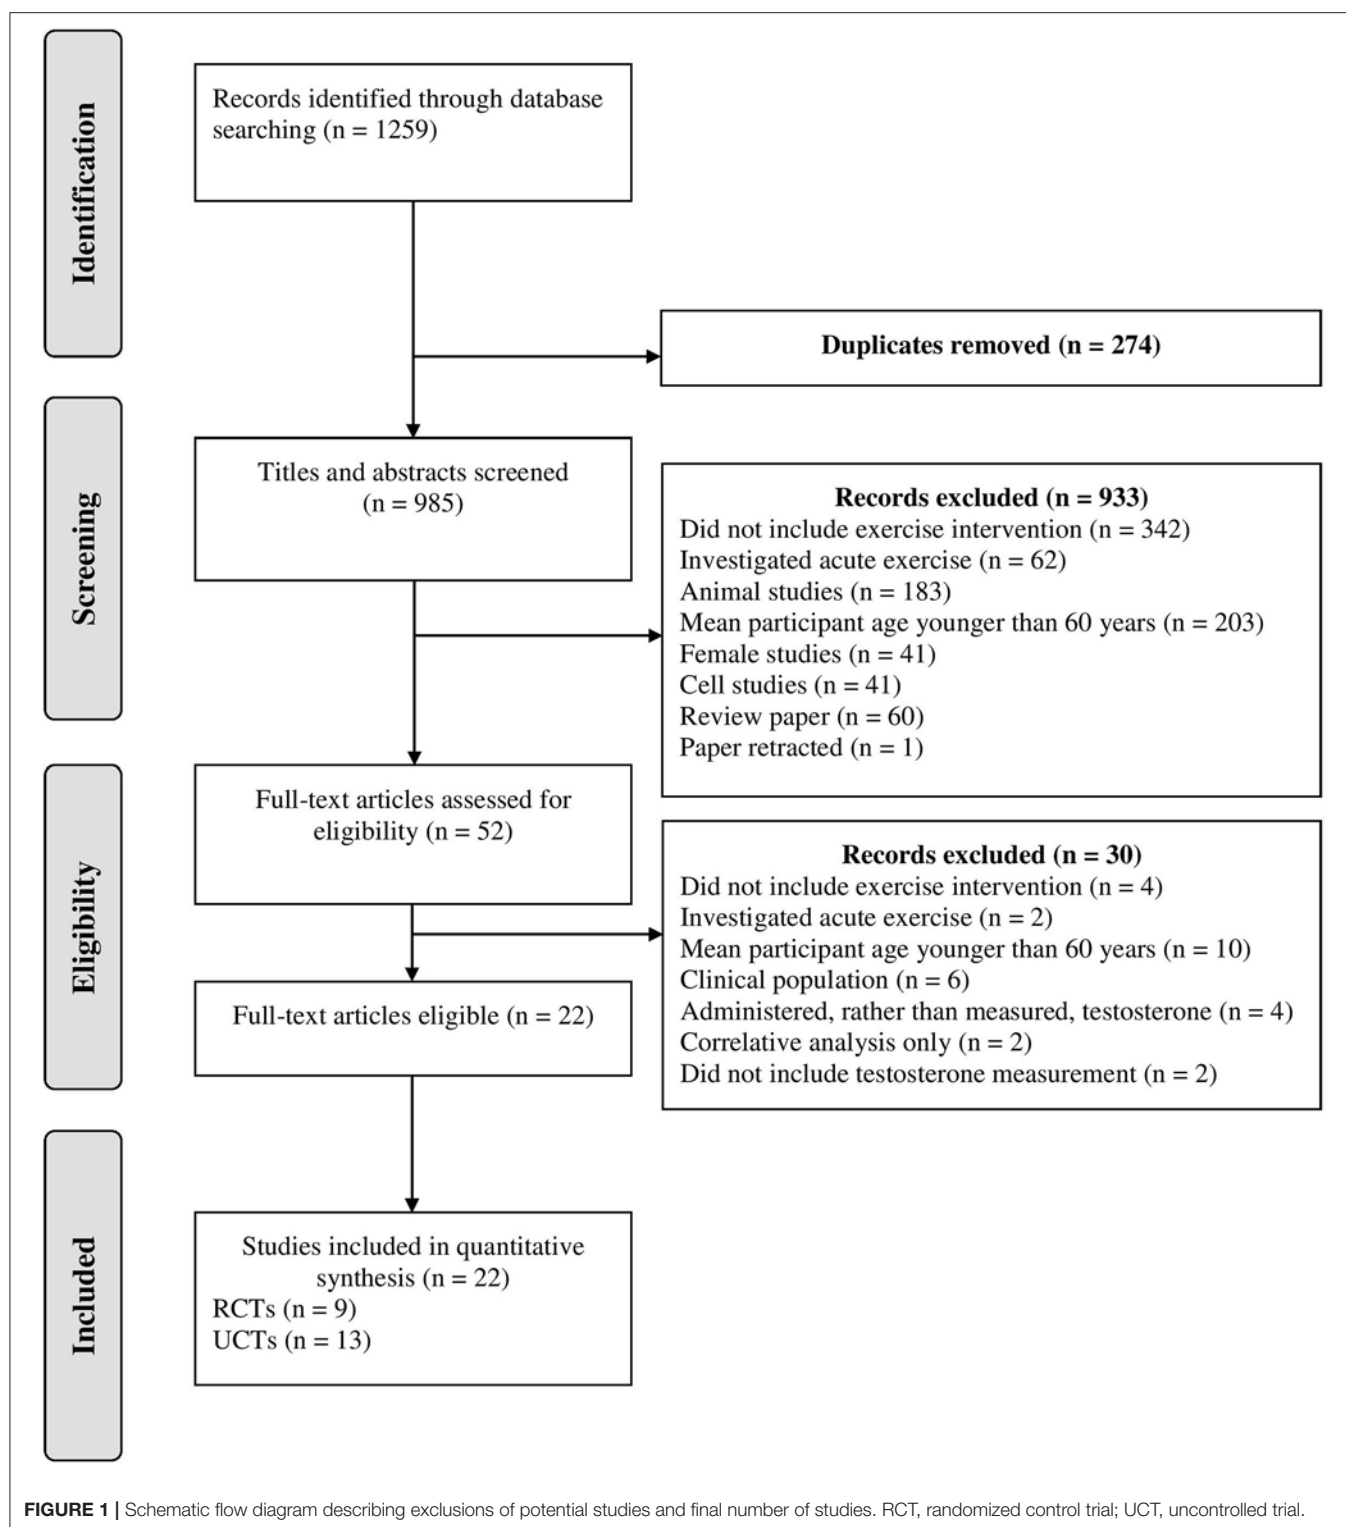 Identification
Records identified through database
searching (n = 1259)
Duplicates removed (n = 274)
Screening
Titles and abstracts screened
(n = 985)
Records excluded (n = 933)
Did not include exercise intervention (n = 342)
Investigated acute exercise (n = 62)
Animal studies (n = 183)
Mean participant age younger than 60 years (n = 203)
Female studies (n = 41)
Cell studies (n = 41)
Review paper (n = 60)
Paper retracted (n = 1)
Eligibility
Full-text articles assessed for
eligibility (n = 52)
Records excluded (n = 30)
Did not include exercise intervention (n = 4)
Investigated acute exercise (n = 2)
Mean participant age younger than 60 years (n = 10)
Clinical population (n = 6)
Administered, rather than measured, testosterone (n = 4)
Correlative analysis only (n = 2)
Did not include testosterone measurement (n = 2)
Full-text articles eligible (n = 22)
Included
Studies included in quantitative
synthesis (n = 22)
RCTs (n = 9)
UCTs (n = 13)
FIGURE 1 | Schematic flow diagram describing exclusions of potential studies and final number of studies. RCT, randomized control trial; UCT, uncontrolled trial.